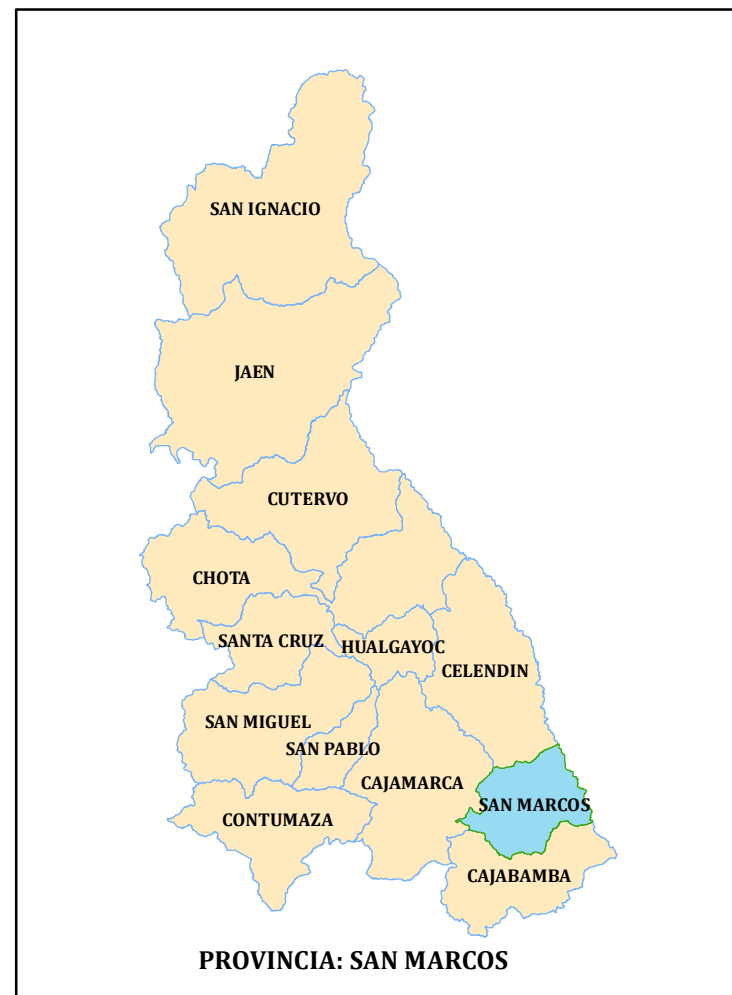 SAN IGNACIO
JAEN
CUTERVO
CHOTA
SANTA CRUZ
HUALGAYOC
CELENDIN
SAN MIGUEL
SAN PABLO
CAJAMARCA
SAN MARCOS
CONTUMAZA
CAJABAMBA
PROVINCIA: SAN MARCOS